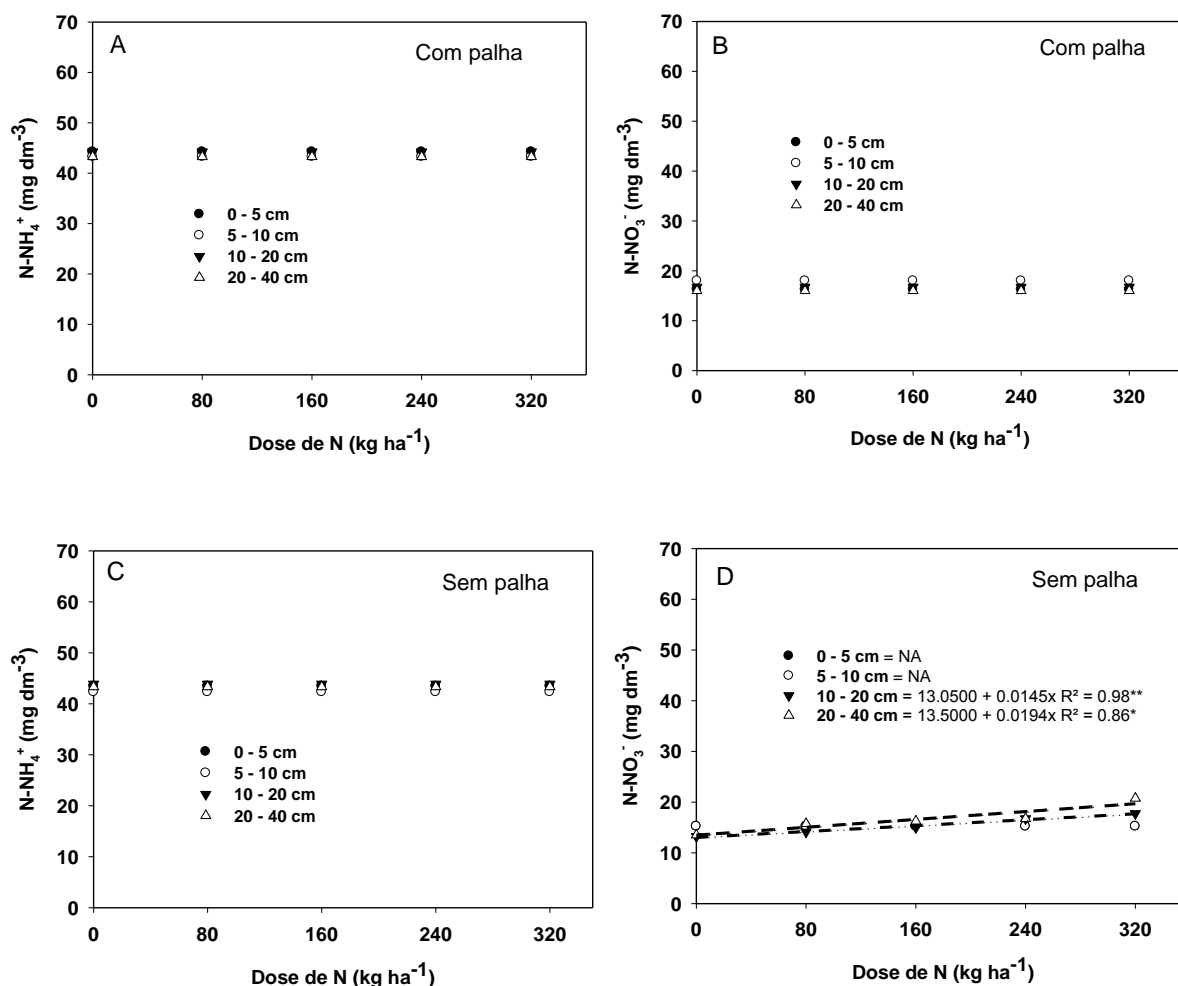 A
Com palha
70
60
50
40
30
20
10
0
N-NH₄⁺ (mg dm⁻³)
0 - 5 cm
5 - 10 cm
10 - 20 cm
20 - 40 cm
0 80 160 240 320
Dose de N (kg ha⁻¹)
B
Com palha
70
60
50
40
30
20
10
0
N-NO₃⁻ (mg dm⁻³)
0 - 5 cm
5 - 10 cm
10 - 20 cm
20 - 40 cm
0 80 160 240 320
Dose de N (kg ha⁻¹)
C
Sem palha
70
60
50
40
30
20
10
0
N-NH₄⁺ (mg dm⁻³)
0 - 5 cm
5 - 10 cm
10 - 20 cm
20 - 40 cm
0 80 160 240 320
Dose de N (kg ha⁻¹)
D
Sem palha
70
60
50
40
30
20
10
0
N-NO₃⁻ (mg dm⁻³)
0 - 5 cm = NA
5 - 10 cm = NA
10 - 20 cm = 13.0500 + 0.0145x R² = 0.98**
20 - 40 cm = 13.5000 + 0.0194x R² = 0.86*
0 80 160 240 320
Dose de N (kg ha⁻¹)